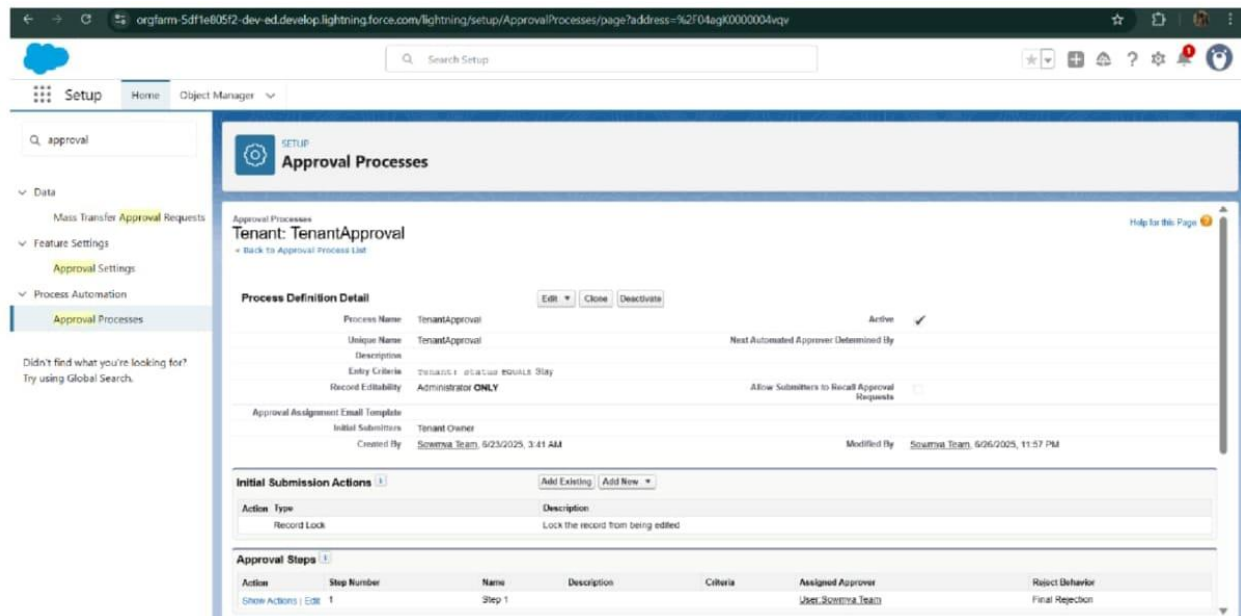 orgfarm-5df1e805f2-dev-ed.develop.lightning.force.com/lightning/setup/ApprovalProcesses/page?address=%2F04agK0000004vqv
Search Setup
Setup Home Object Manager
approval
Data
Mass Transfer Approval Requests
Feature Settings
Approval Settings
Process Automation
Approval Processes
Didn't find what you're looking for?
Try using Global Search.
SETUP
Approval Processes
Approval Processes
Tenant: TenantApproval
« Back to Approval Process List
Help for this Page
Process Definition Detail Edit Clone Deactivate
Process Name TenantApproval Active
Unique Name TenantApproval Next Automated Approver Determined By
Description
Entry Criteria Tenant: status EQUALS Stay
Record Editability Administrator ONLY Allow Submitters to Recall Approval
Requests
Approval Assignment Email Template
Initial Submitters Tenant Owner
Created By Sowmya Team, 6/23/2025, 3:41 AM Modified By Sowmya Team, 6/26/2025, 11:57 PM
Initial Submission Actions Add Existing Add New
Action Type Description
Record Lock Lock the record from being edited
Approval Steps
Action Step Number Name Description Criteria Assigned Approver Reject Behavior
Show Actions | Edit 1 Step 1 User:Sowmya Team Final Rejection